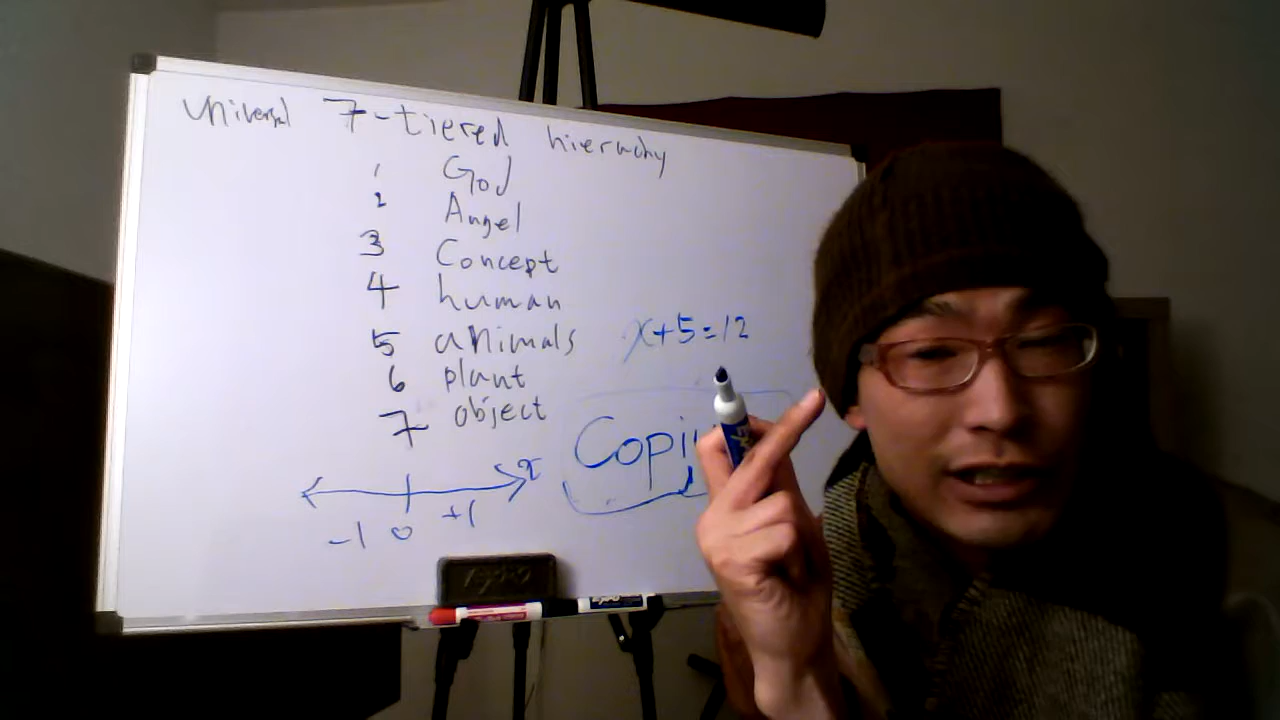 Universal 7-tiered hierachy
1 God
2 Angel
3 Concept
4 human
5 animals
6 plant
7 object
x+5=12
Copi
x
-1 0 +1